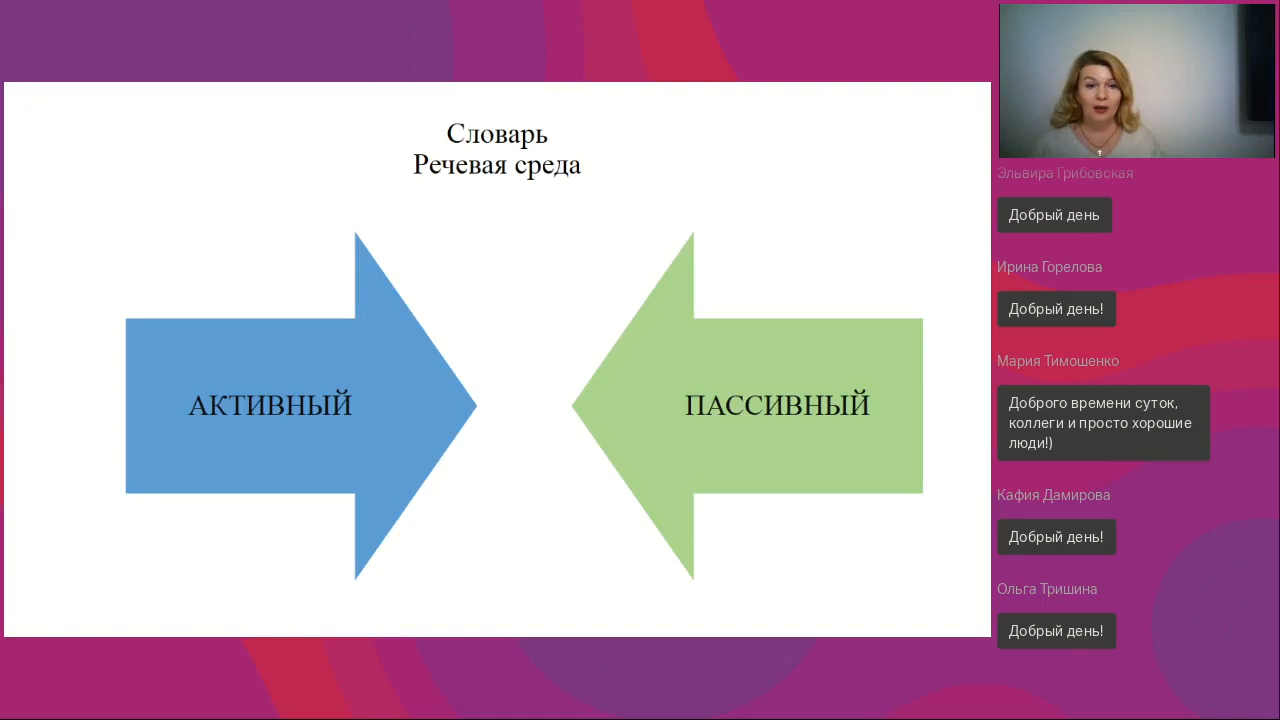 Словарь
Речевая среда
АКТИВНЫЙ
ПАССИВНЫЙ
Эльвира Грибовская
Добрый день
Ирина Горелова
Добрый день!
Мария Тимошенко
Доброго времени суток,
коллеги и просто хорошие
люди!)
Кафия Дамирова
Добрый день!
Ольга Тришина
Добрый день!